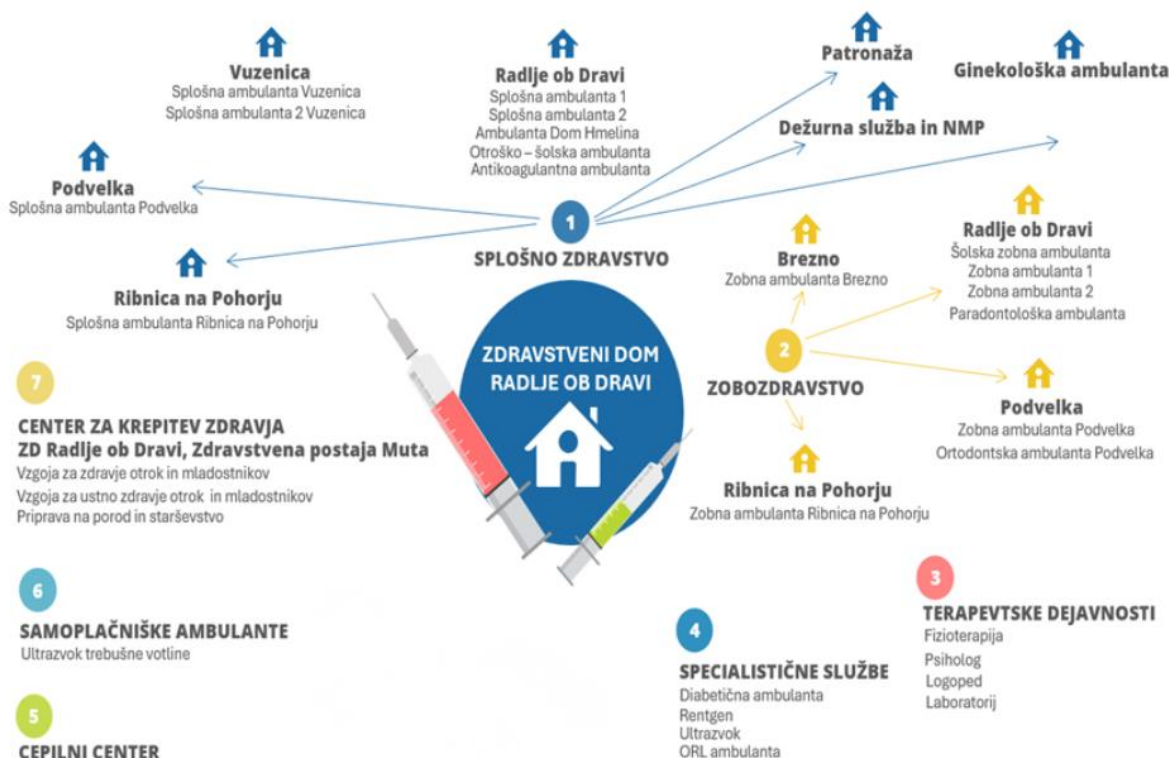 Vuzenica
Splošna ambulanta Vuzenica
Splošna ambulanta 2 Vuzenica
Radlje ob Dravi
Splošna ambulanta 1
Splošna ambulanta 2
Ambulanta Dom Hmelina
Otroško – šolska ambulanta
Antikoagulantna ambulanta
Patronaža
Ginekološka ambulanta
Dežurna služba in NMP
Podvelka
Splošna ambulanta Podvelka
1
SPLOŠNO ZDRAVSTVO
Ribnica na Pohorju
Splošna ambulanta Ribnica na Pohorju
Brezno
Zobna ambulanta Brezno
Radlje ob Dravi
Šolska zobna ambulanta
Zobna ambulanta 1
Zobna ambulanta 2
Paradontološka ambulanta
2
ZOBOZDRAVSTVO
Podvelka
Zobna ambulanta Podvelka
Ortodontska ambulanta Podvelka
Ribnica na Pohorju
Zobna ambulanta Ribnica na Pohorju
ZDRAVSTVENI DOM
RADLJE OB DRAVI
7
CENTER ZA KREPITEV ZDRAVJA
ZD Radlje ob Dravi, Zdravstvena postaja Muta
Vzgoja za zdravje otrok in mladostnikov
Vzgoja za ustno zdravje otrok in mladostnikov
Priprava na porod in starševstvo
6
SAMOPLAČNIŠKE AMBULANTE
Ultrazvok trebušne votline
5
CEPILNI CENTER
4
SPECIALISTIČNE SLUŽBE
Diabetična ambulanta
Rentgen
Ultrazvok
ORL ambulanta
3
TERAPEVTSKE DEJAVNOSTI
Fizioterapija
Psiholog
Logoped
Laboratorij